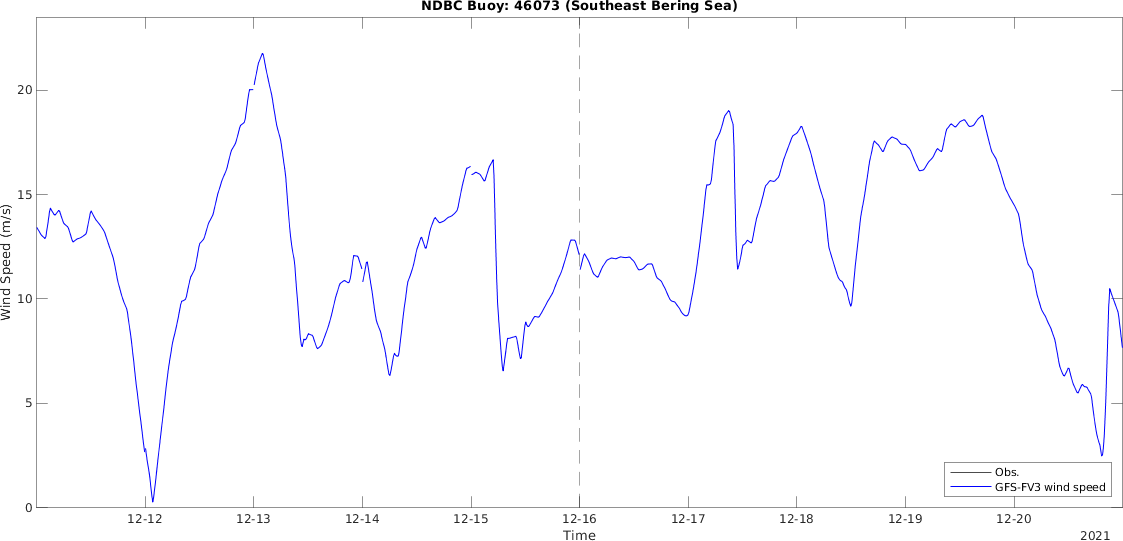 NDBC Buoy: 46073 (Southeast Bering Sea)
Wind Speed (m/s)
20
15
10
5
0
12-12 12-13 12-14 12-15 12-16 12-17 12-18 12-19 12-20
Time
2021
Obs.
GFS-FV3 wind speed